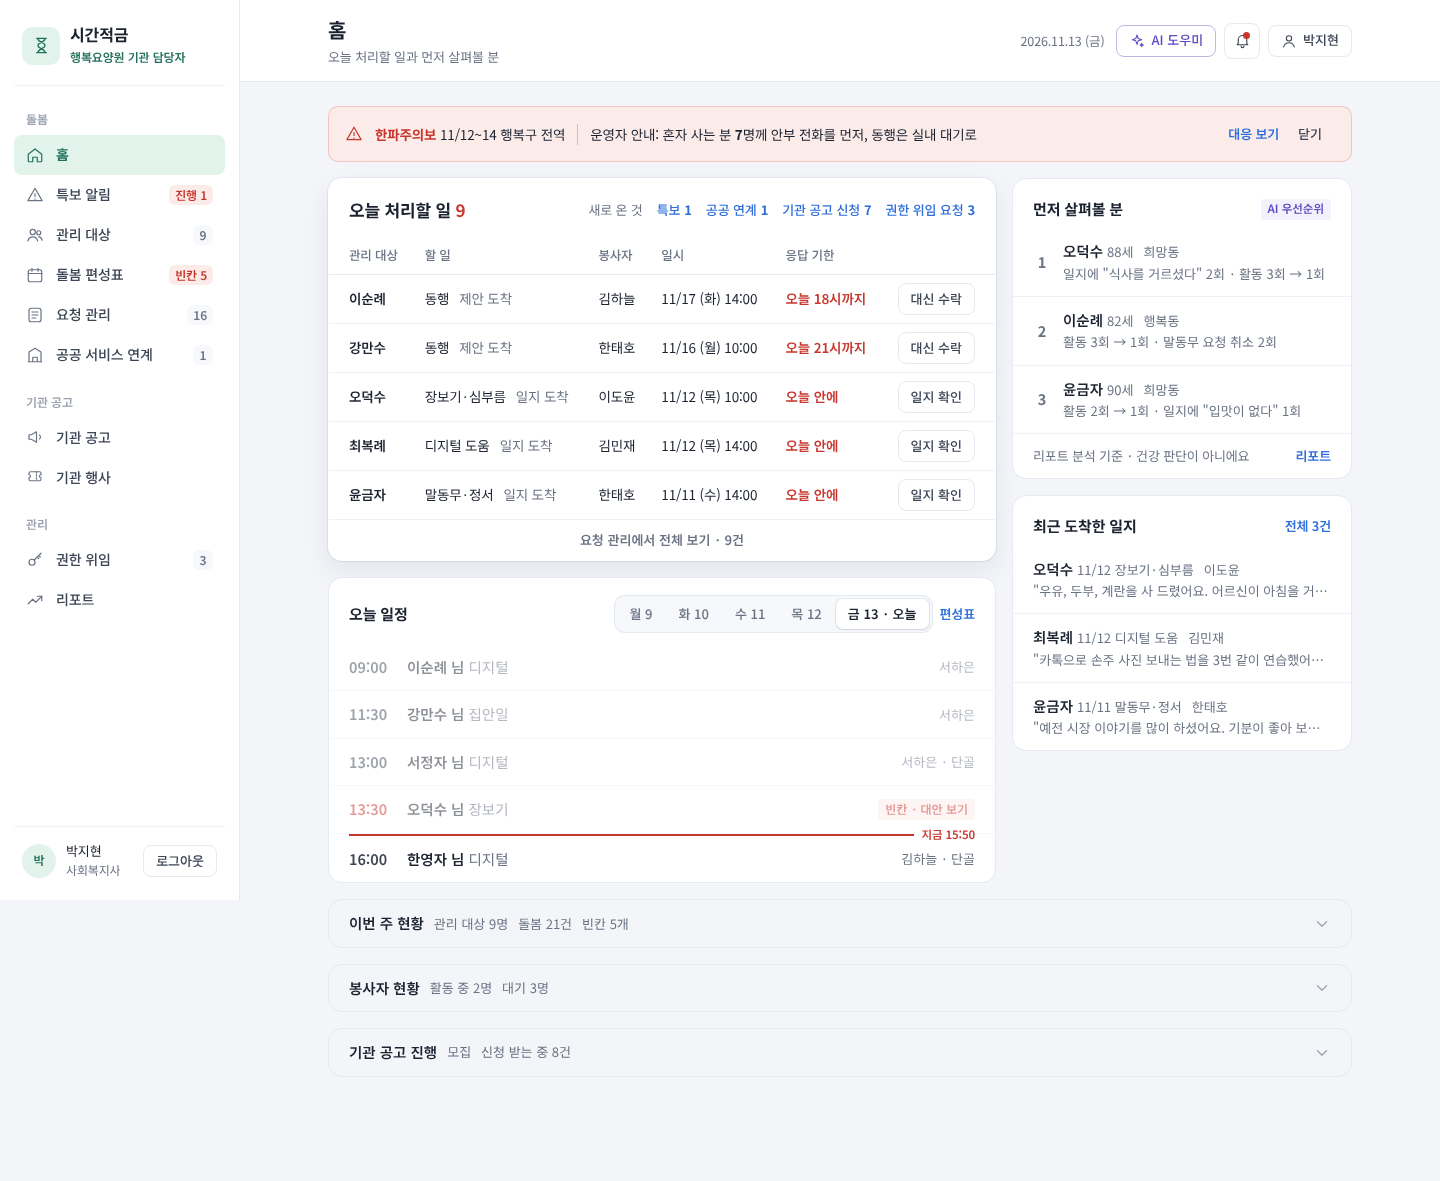 시간적금
행복요양원 기관 담당자
돌봄
홈
특보 알림 진행 1
관리 대상 9
돌봄 편성표 빈칸 5
요청 관리 16
공공 서비스 연계 1
기관 공고
기관 공고
기관 행사
관리
권한 위임 3
리포트
박 박지현
사회복지사
로그아웃
홈
오늘 처리할 일과 먼저 살펴볼 분
2026.11.13 (금) AI 도우미 박지현
한파주의보 11/12~14 행복구 전역 운영자 안내: 혼자 사는 분 7명께 안부 전화를 먼저, 동행은 실내 대기로 대응 보기 닫기
오늘 처리할 일 9 새로 온 것 특보 1 공공 연계 1 기관 공고 신청 7 권한 위임 요청 3
관리 대상 할 일 봉사자 일시 응답 기한
이순례 동행 제안 도착 김하늘 11/17 (화) 14:00 오늘 18시까지 대신 수락
강만수 동행 제안 도착 한태호 11/16 (월) 10:00 오늘 21시까지 대신 수락
오덕수 장보기·심부름 일지 도착 이도윤 11/12 (목) 10:00 오늘 안에 일지 확인
최복례 디지털 도움 일지 도착 김민재 11/12 (목) 14:00 오늘 안에 일지 확인
윤금자 말동무·정서 일지 도착 한태호 11/11 (수) 14:00 오늘 안에 일지 확인
요청 관리에서 전체 보기 · 9건
오늘 일정 월 9 화 10 수 11 목 12 금 13 · 오늘 편성표
09:00 이순례 님 디지털 서하은
11:30 강만수 님 집안일 서하은
13:00 서정자 님 디지털 서하은 · 단골
13:30 오덕수 님 장보기 빈칸 · 대안 보기
지금 15:50
16:00 한영자 님 디지털 김하늘 · 단골
먼저 살펴볼 분 AI 우선순위
1 오덕수 88세 희망동
일지에 "식사를 거르셨다" 2회 · 활동 3회 → 1회
2 이순례 82세 행복동
활동 3회 → 1회 · 말동무 요청 취소 2회
3 윤금자 90세 희망동
활동 2회 → 1회 · 일지에 "입맛이 없다" 1회
리포트 분석 기준 · 건강 판단이 아니에요 리포트
최근 도착한 일지 전체 3건
오덕수 11/12 장보기·심부름 이도윤
"우유, 두부, 계란을 사 드렸어요. 어르신이 아침을 거…
최복례 11/12 디지털 도움 김민재
"카톡으로 손주 사진 보내는 법을 3번 같이 연습했어…
윤금자 11/11 말동무·정서 한태호
"예전 시장 이야기를 많이 하셨어요. 기분이 좋아 보…
이번 주 현황 관리 대상 9명 돌봄 21건 빈칸 5개
봉사자 현황 활동 중 2명 대기 3명
기관 공고 진행 모집 신청 받는 중 8건